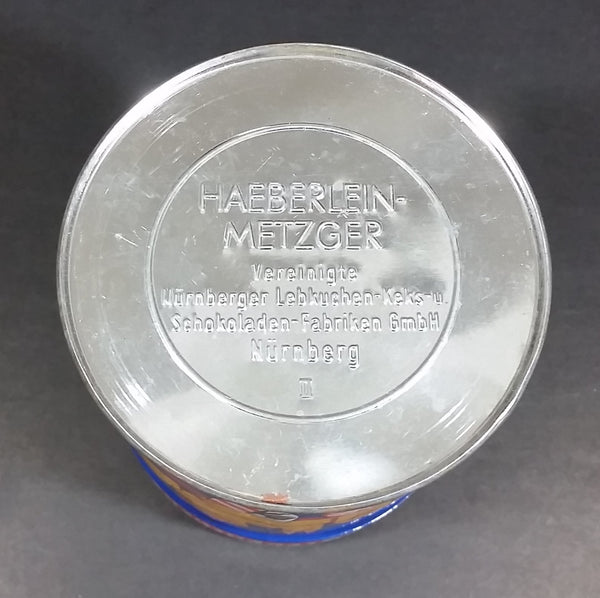 HAEBERLEIN-
METZGER
Vereinigte
Nürnberger Lebkuchen-Keks-u.
Schokoladen-Fabriken GmbH
Nürnberg
II